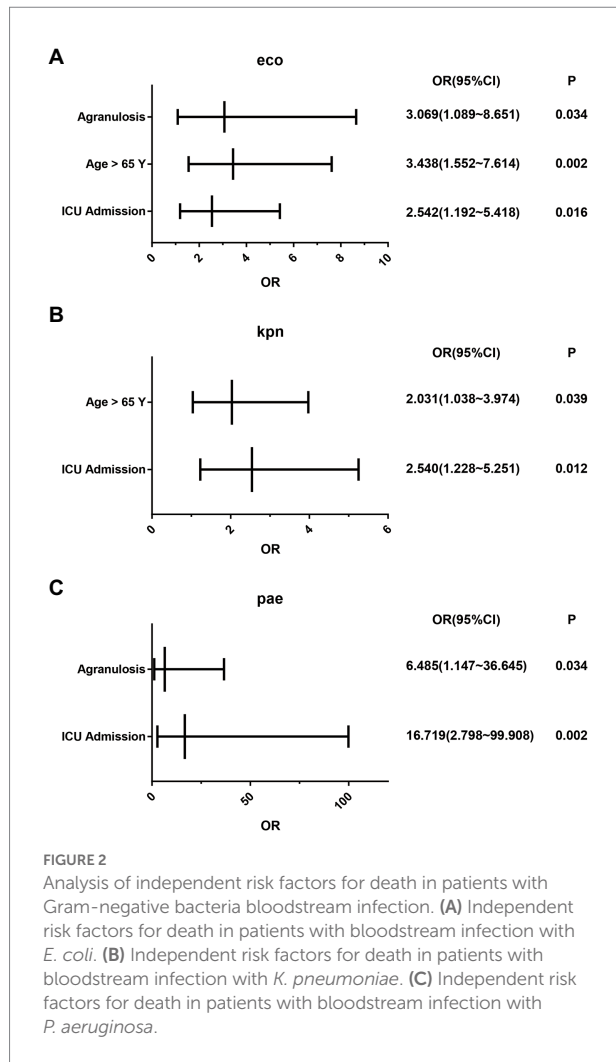 A
eco
OR(95%CI) P
Agranulosis 3.069(1.089~8.651) 0.034
Age > 65 Y 3.438(1.552~7.614) 0.002
ICU Admission 2.542(1.192~5.418) 0.016
0 2 4 6 8 10
OR
B
kpn
OR(95%CI) P
Age > 65 Y 2.031(1.038~3.974) 0.039
ICU Admission 2.540(1.228~5.251) 0.012
0 2 4 6
OR
C
pae
OR(95%CI) P
Agranulosis 6.485(1.147~36.645) 0.034
ICU Admission 16.719(2.798~99.908) 0.002
0 50 100
OR
FIGURE 2
Analysis of independent risk factors for death in patients with
Gram-negative bacteria bloodstream infection. (A) Independent
risk factors for death in patients with bloodstream infection with
E. coli. (B) Independent risk factors for death in patients with
bloodstream infection with K. pneumoniae. (C) Independent risk
factors for death in patients with bloodstream infection with
P. aeruginosa.